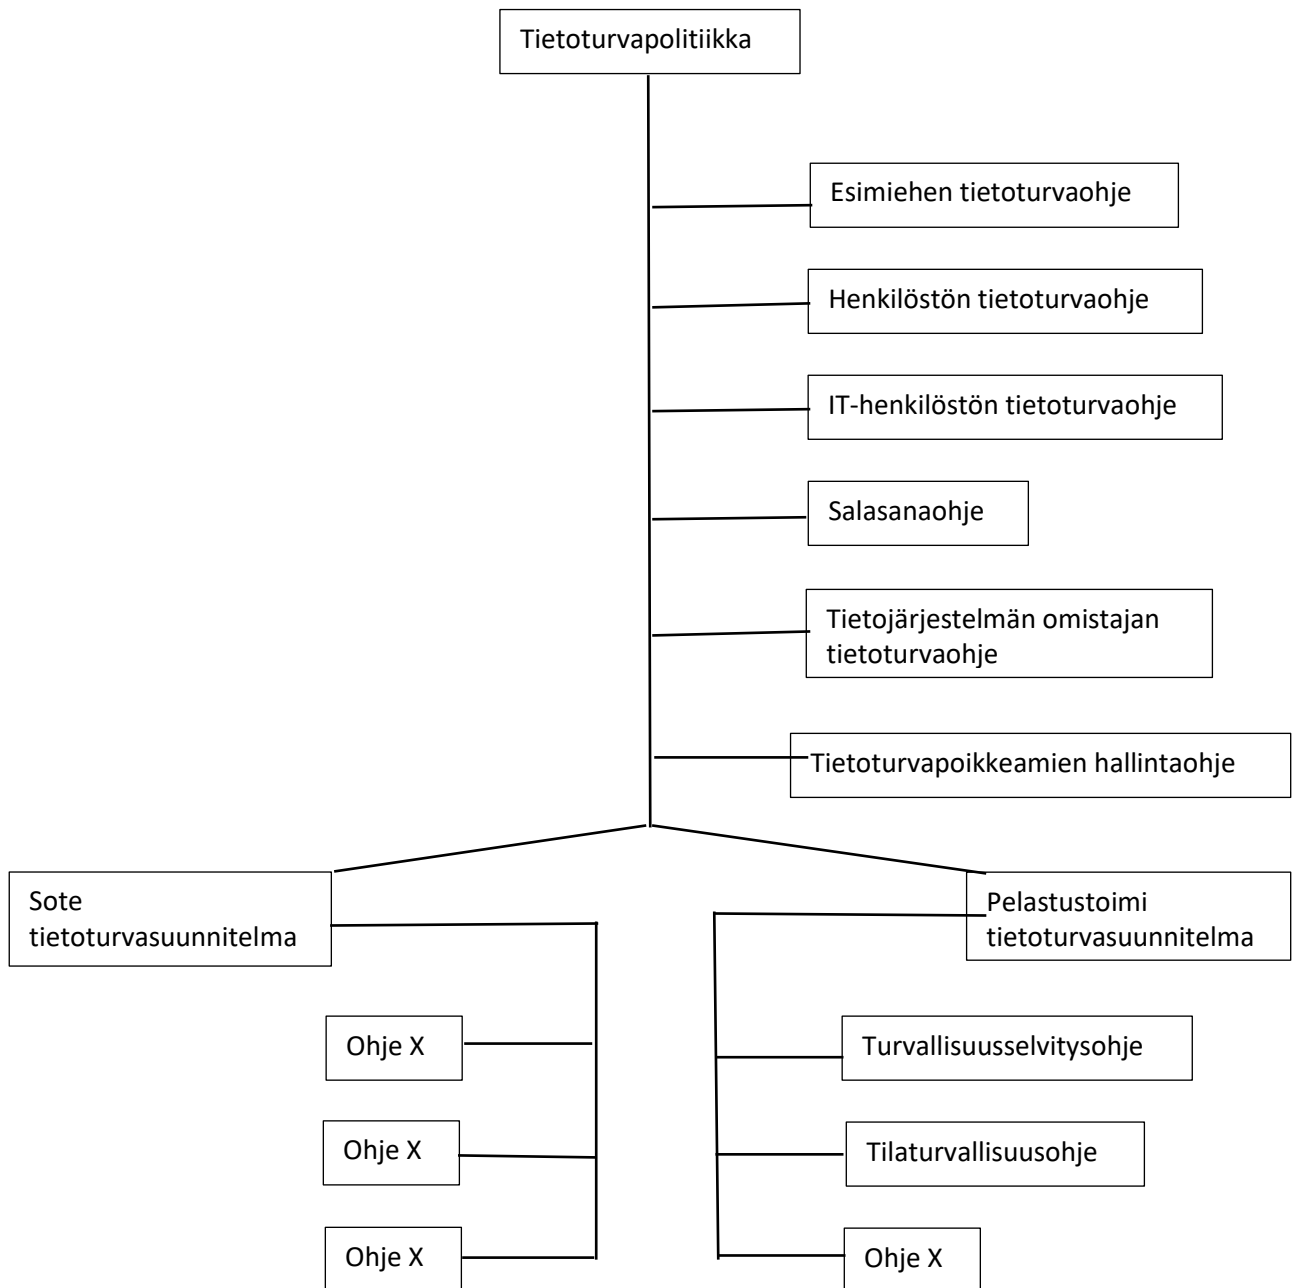 Tietoturvapolitiikka
Esimiehen tietoturvaohje
Henkilöstön tietoturvaohje
IT-henkilöstön tietoturvaohje
Salasanaohje
Tietojärjestelmän omistajan
tietoturvaohje
Tietoturvapoikkeamien hallintaohje
Sote
tietoturvasuunnitelma
Pelastustoimi
tietoturvasuunnitelma
Ohje X
Turvallisuusselvitysohje
Ohje X
Tilaturvallisuusohje
Ohje X
Ohje X